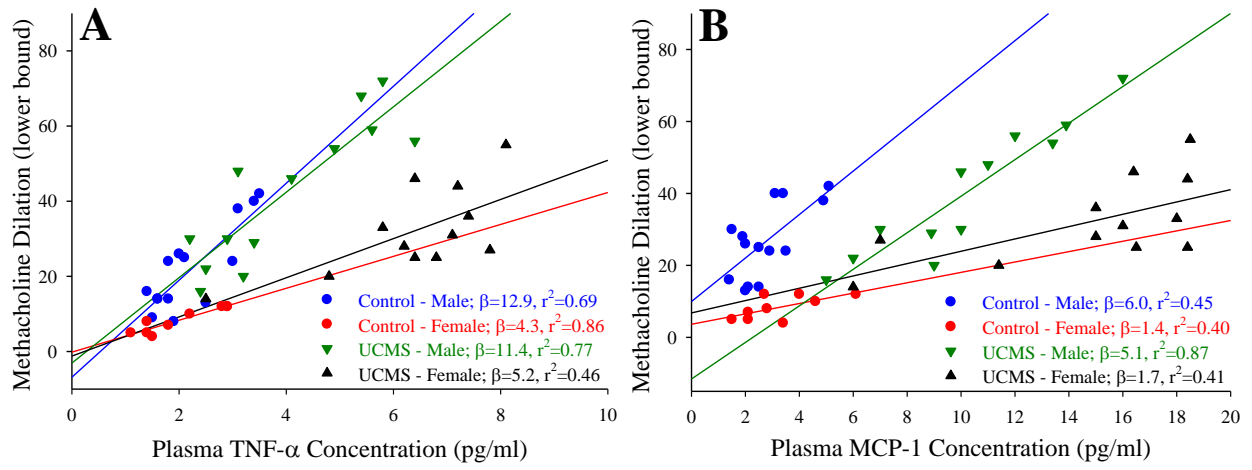 A
Methacholine Dilation (lower bound)
80
60
40
20
0
Control - Male; β=12.9, r²=0.69
Control - Female; β=4.3, r²=0.86
UCMS - Male; β=11.4, r²=0.77
UCMS - Female; β=5.2, r²=0.46
0 2 4 6 8 10
Plasma TNF-α Concentration (pg/ml)
B
Methacholine Dilation (lower bound)
80
60
40
20
0
Control - Male; β=6.0, r²=0.45
Control - Female; β=1.4, r²=0.40
UCMS - Male; β=5.1, r²=0.87
UCMS - Female; β=1.7, r²=0.41
0 2 4 6 8 10 12 14 16 18 20
Plasma MCP-1 Concentration (pg/ml)